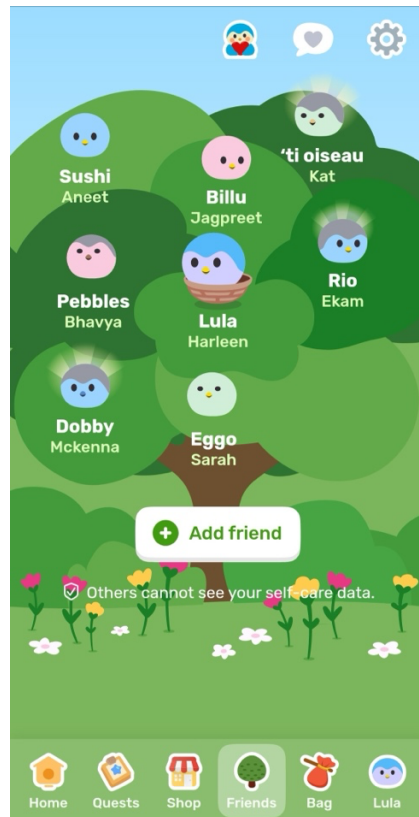 'ti oiseau
Kat
Sushi
Aneet
Billu
Jagpreet
Rio
Ekam
Pebbles
Bhavya
Lula
Harleen
Dobby
Mckenna
Eggo
Sarah
Add friend
Others cannot see your self-care data.
Home
Quests
Shop
Friends
Bag
Lula